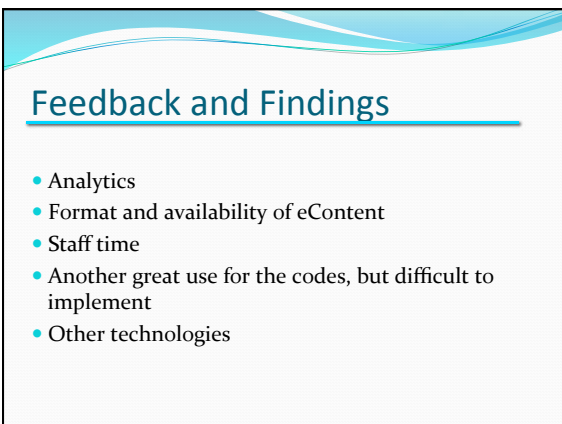 Feedback and Findings
• Analytics
• Format and availability of eContent
• Staff time
• Another great use for the codes, but difficult to
implement
• Other technologies